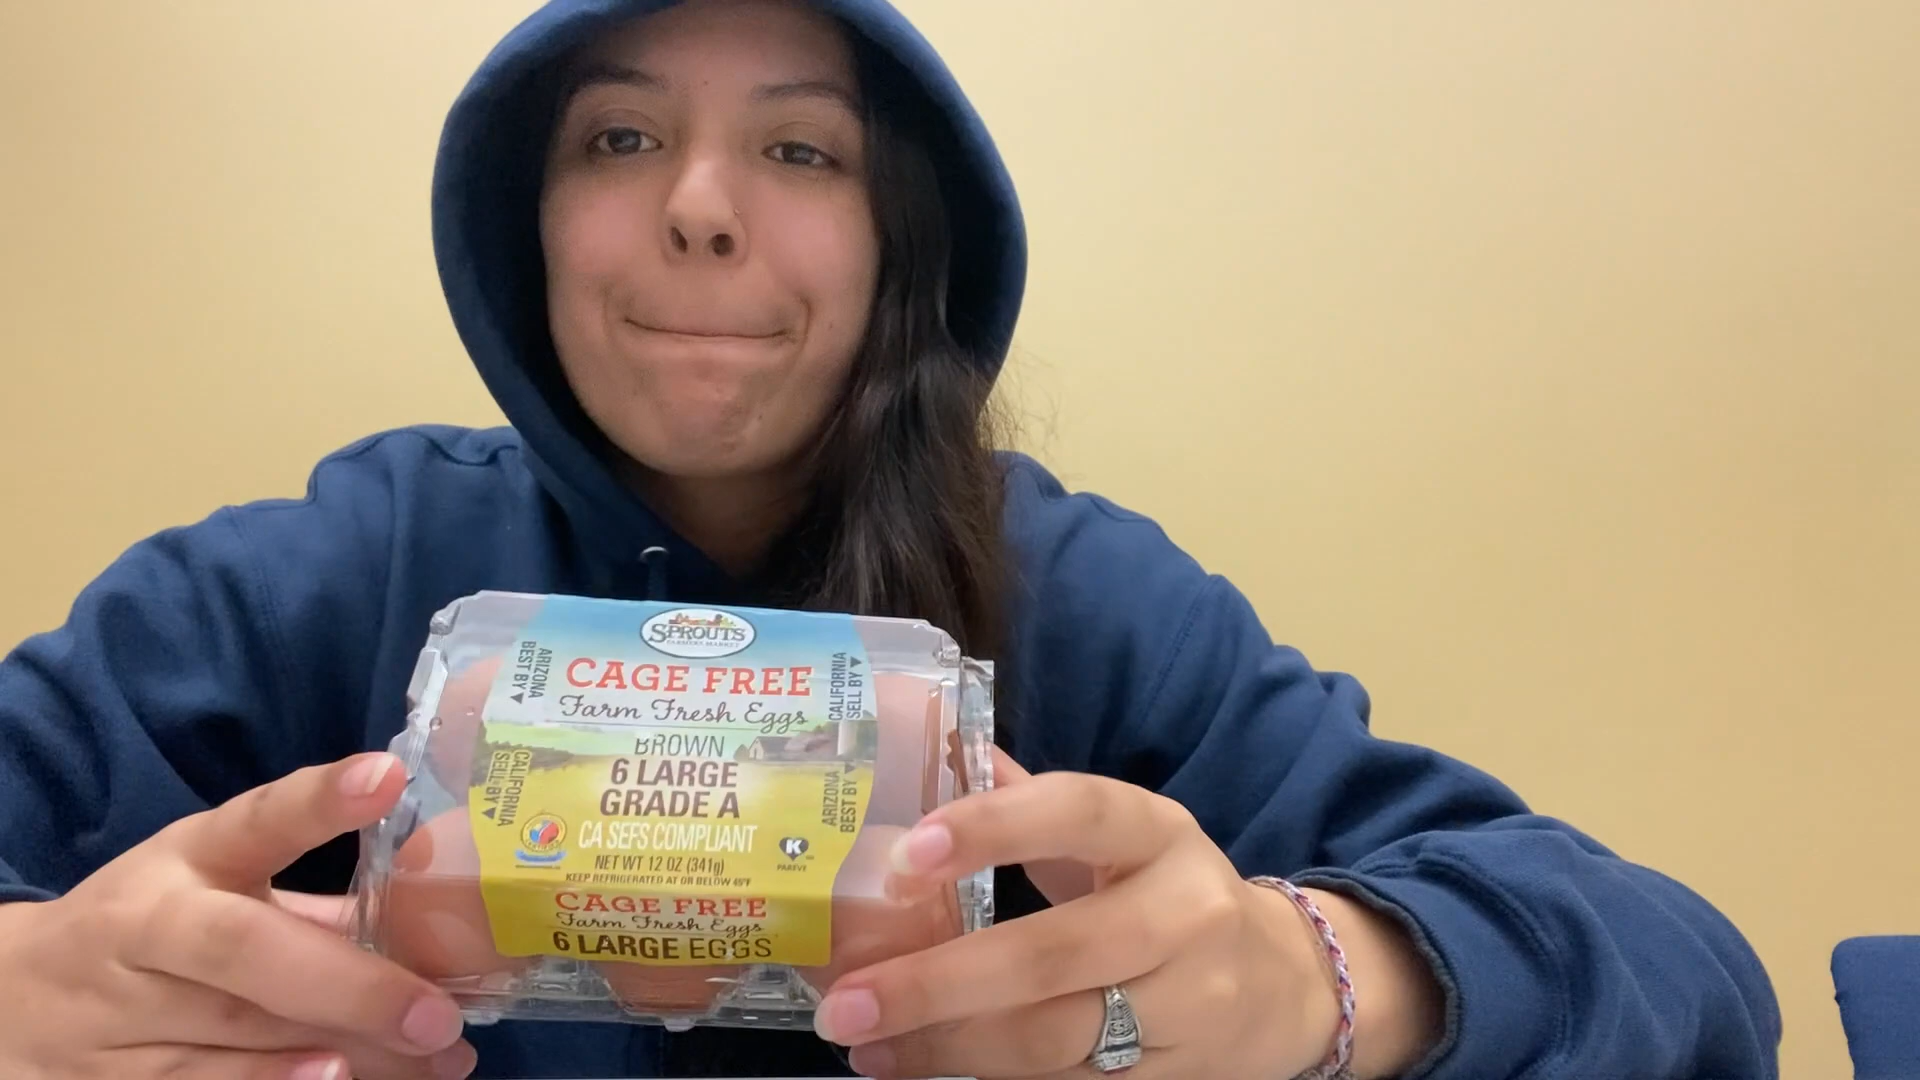 SPROUTS
FARMERS MARKET
CAGE FREE
Farm Fresh Eggs
ARIZONA
BEST BY
CALIFORNIA
SELL BY
BROWN
6 LARGE
GRADE A
CALIFORNIA
SELL BY
ARIZONA
BEST BY
CA SEFS COMPLIANT
NET WT 12 OZ (341g)
K
PAREVE
KEEP REFRIGERATED AT OR BELOW 45°F
CAGE FREE
Farm Fresh Eggs
6 LARGE EGGS